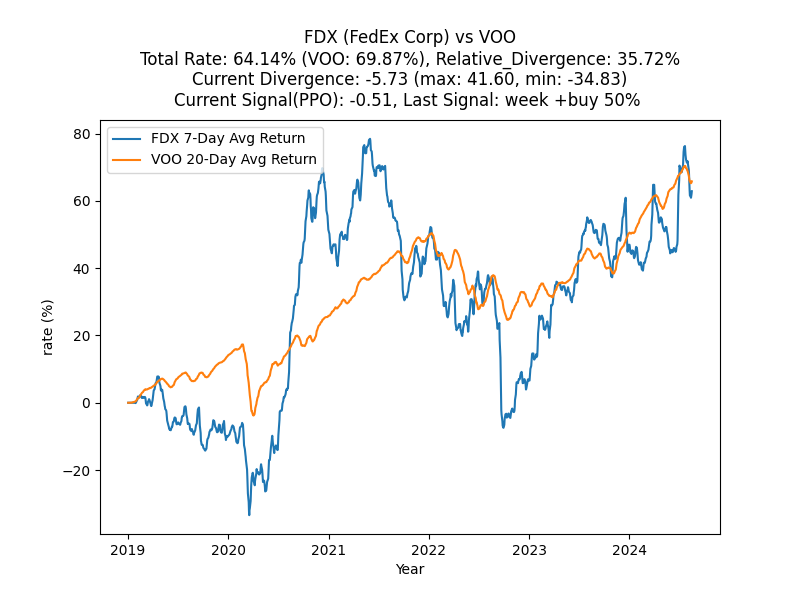 FDX (FedEx Corp) vs VOO
Total Rate: 64.14% (VOO: 69.87%), Relative_Divergence: 35.72%
Current Divergence: -5.73 (max: 41.60, min: -34.83)
Current Signal(PPO): -0.51, Last Signal: week +buy 50%
FDX 7-Day Avg Return
VOO 20-Day Avg Return
80
60
40
20
0
−20
rate (%)
2019 2020 2021 2022 2023 2024
Year